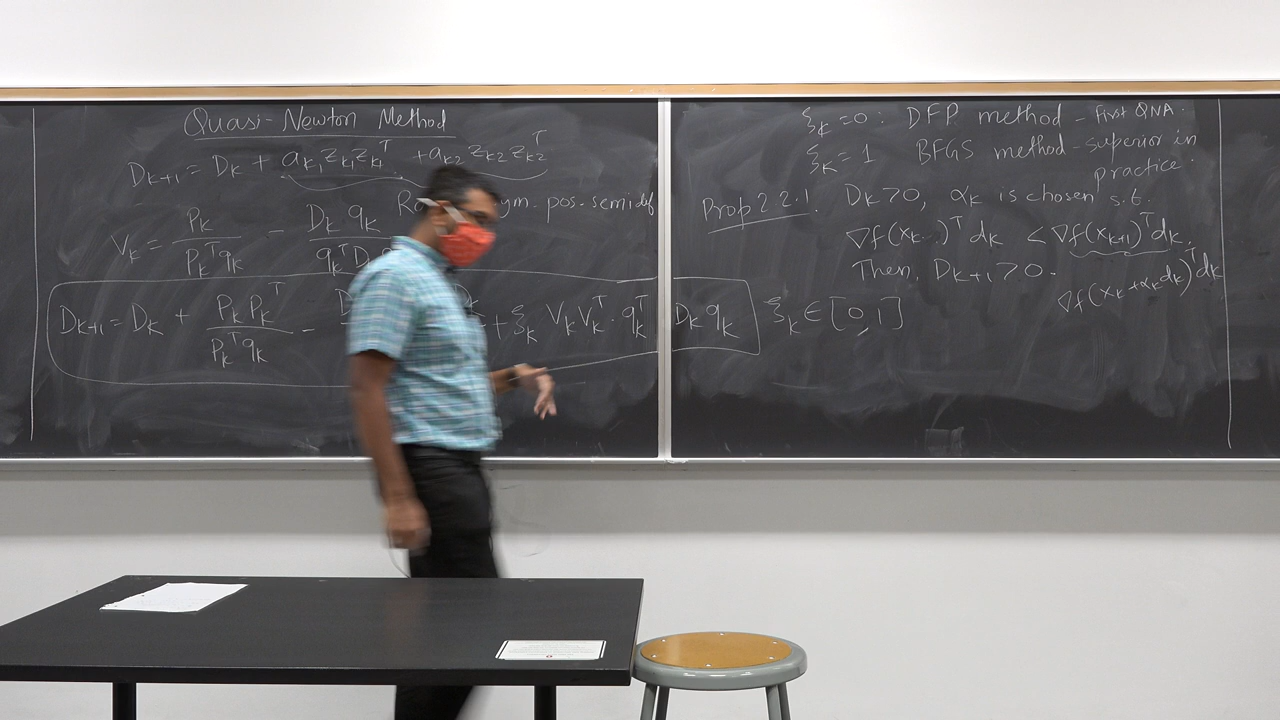 Quasi-Newton Method
D_{k+1} = D_k + a_{k1} z_{k1} z_{k1}^T + a_{k2} z_{k2} z_{k2}^T
sym. pos-semidef
V_k = p_k / p_k^T q_k - D_k q_k / q_k^T D
D_{k+1} = D_k + p_k p_k^T / p_k^T q_k - + ξ_k V_k V_k^T · q_k^T D_k q_k ξ_k ∈ [0,1]
ξ_k = 0 : DFP method - First QNA.
ξ_k = 1 BFGS method - superior in
practice.
Prop 2.2.1. D_k > 0, α_k is chosen s.t.
∇f(x_k)^T d_k < ∇f(x_{k+1})^T d_k.
Then, D_{k+1} > 0.
∇f(x_k + α_k d_k)^T d_k